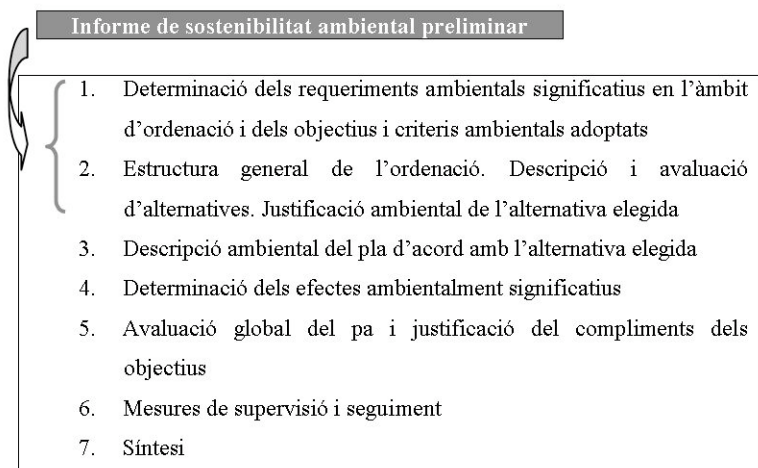 Informe de sostenibilitat ambiental preliminar
1. Determinació dels requeriments ambientals significatius en l’àmbit
d’ordenació i dels objectius i criteris ambientals adoptats
2. Estructura general de l’ordenació. Descripció i avaluació
d’alternatives. Justificació ambiental de l’alternativa elegida
3. Descripció ambiental del pla d’acord amb l’alternativa elegida
4. Determinació dels efectes ambientalment significatius
5. Avaluació global del pa i justificació del compliments dels
objectius
6. Mesures de supervisió i seguiment
7. Síntesi